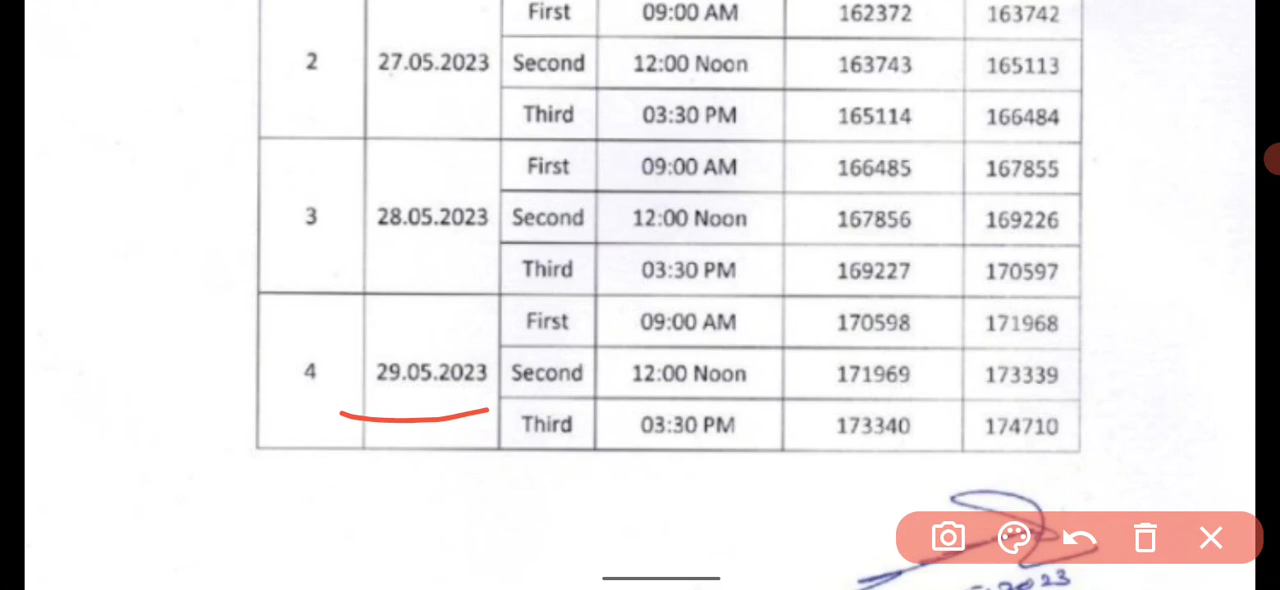 First 09:00 AM 162372 163742
2 27.05.2023 Second 12:00 Noon 163743 165113
Third 03:30 PM 165114 166484
First 09:00 AM 166485 167855
3 28.05.2023 Second 12:00 Noon 167856 169226
Third 03:30 PM 169227 170597
First 09:00 AM 170598 171968
4 29.05.2023 Second 12:00 Noon 171969 173339
Third 03:30 PM 173340 174710